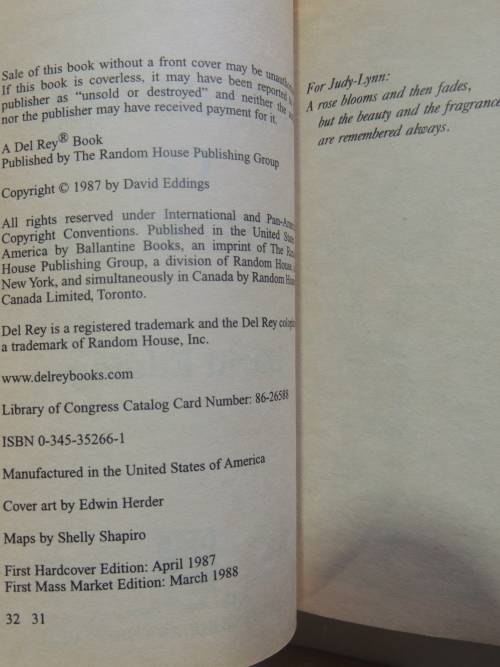 Sale of this book without a front cover may be
If this book is coverless, it may have been reported
publisher as “unsold or destroyed” and neither the
nor the publisher may have received payment for it.
A Del Rey® Book
Published by The Random House Publishing Group
Copyright © 1987 by David Eddings
All rights reserved under International and
Copyright Conventions. Published in the United
America by Ballantine Books, an imprint of The
House Publishing Group, a division of Random House,
New York, and simultaneously in Canada by Random
Canada Limited, Toronto.
Del Rey is a registered trademark and the Del Rey
a trademark of Random House, Inc.
www.delreybooks.com
Library of Congress Catalog Card Number: 86-26588
ISBN 0-345-35266-1
Manufactured in the United States of America
Cover art by Edwin Herder
Maps by Shelly Shapiro
First Hardcover Edition: April 1987
First Mass Market Edition: March 1988
32 31
For Judy-Lynn:
A rose blooms and then fades,
but the beauty and the fragrance
are remembered always.